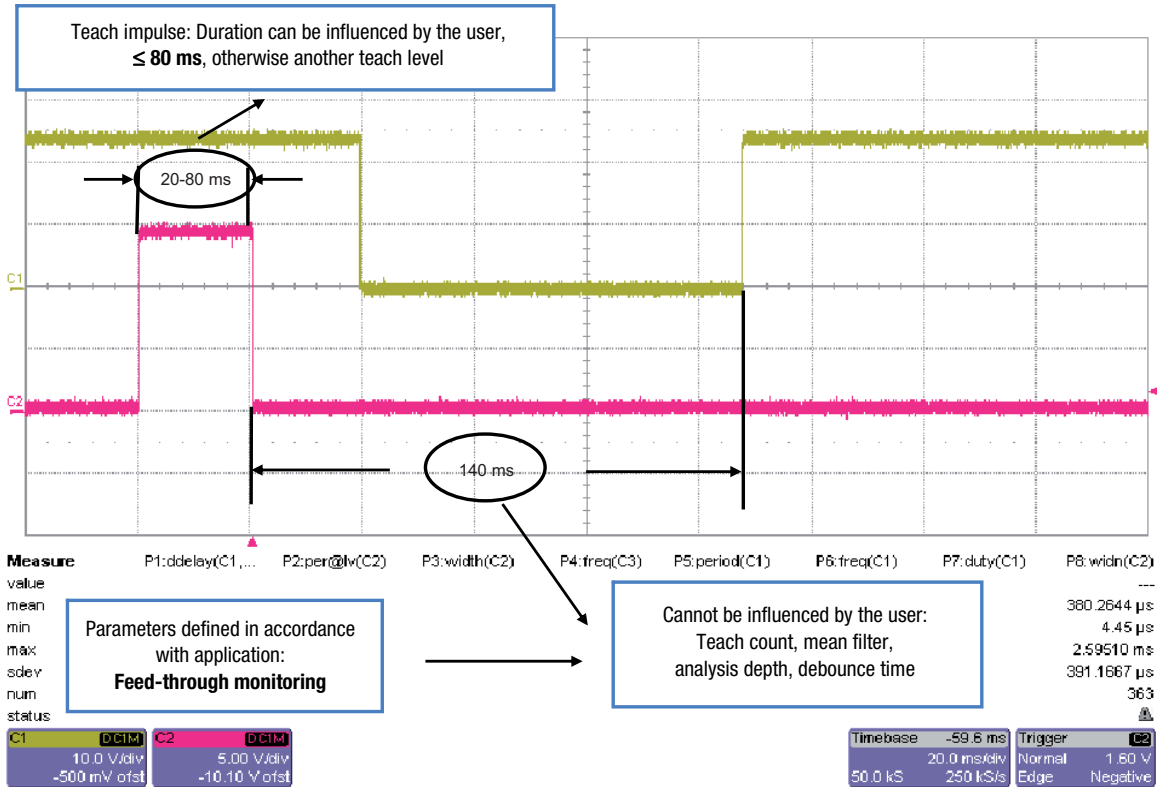 Teach impulse: Duration can be influenced by the user,
≤ 80 ms, otherwise another teach level
20-80 ms
C1
C2
140 ms
Measure P1:ddelay(C1,... P2:per@lv(C2) P3:width(C2) P4:freq(C3) P5:period(C1) P6:freq(C1) P7:duty(C1) P8:widn(C2)
value ---
mean 380.2644 µs
min 4.45 µs
max 2.59510 ms
sdev 391.1667 µs
num 363
status
Parameters defined in accordance
with application:
Feed-through monitoring
Cannot be influenced by the user:
Teach count, mean filter,
analysis depth, debounce time
C1 DC1M
10.0 V/div
-500 mV ofst
C2 DC1M
5.00 V/div
-10.10 V ofst
Timebase -59.6 ms
20.0 ms/div
50.0 kS 250 kS/s
Trigger C2
Normal 1.60 V
Edge Negative